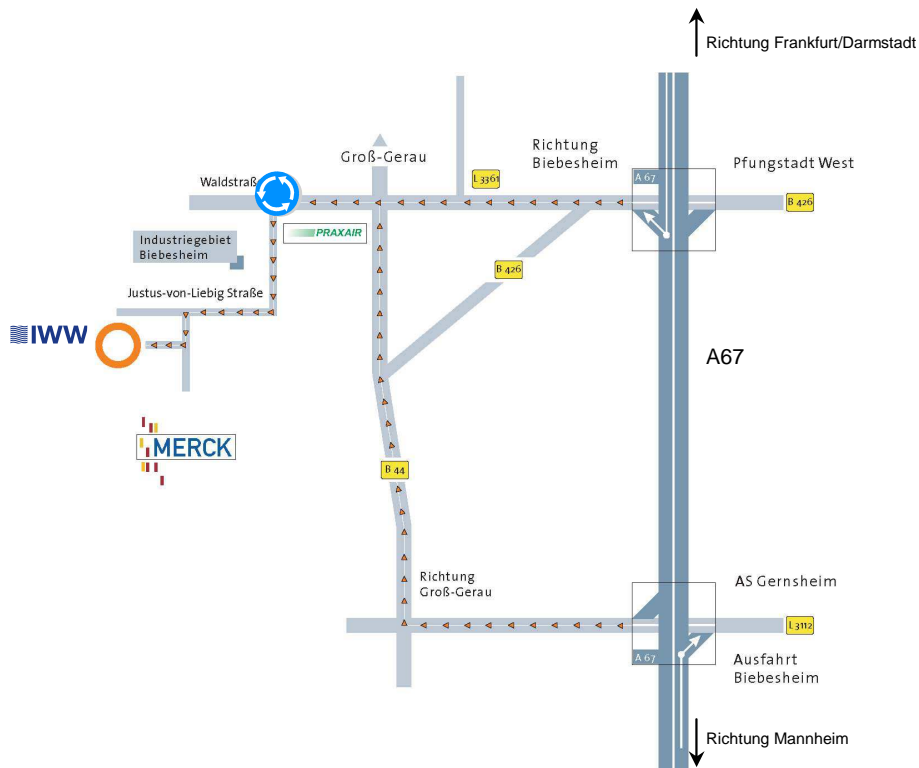 Richtung Frankfurt/Darmstadt
Groß-Gerau
Richtung
Biebesheim
Pfungstadt West
A 67
L 3361
Waldstraß
B 426
PRAXAIR
Industriegebiet
Biebesheim
B 426
Justus-von-Liebig Straße
IWW
A67
MERCK
B 44
Richtung
Groß-Gerau
AS Gernsheim
L 3112
A 67
Ausfahrt
Biebesheim
Richtung Mannheim